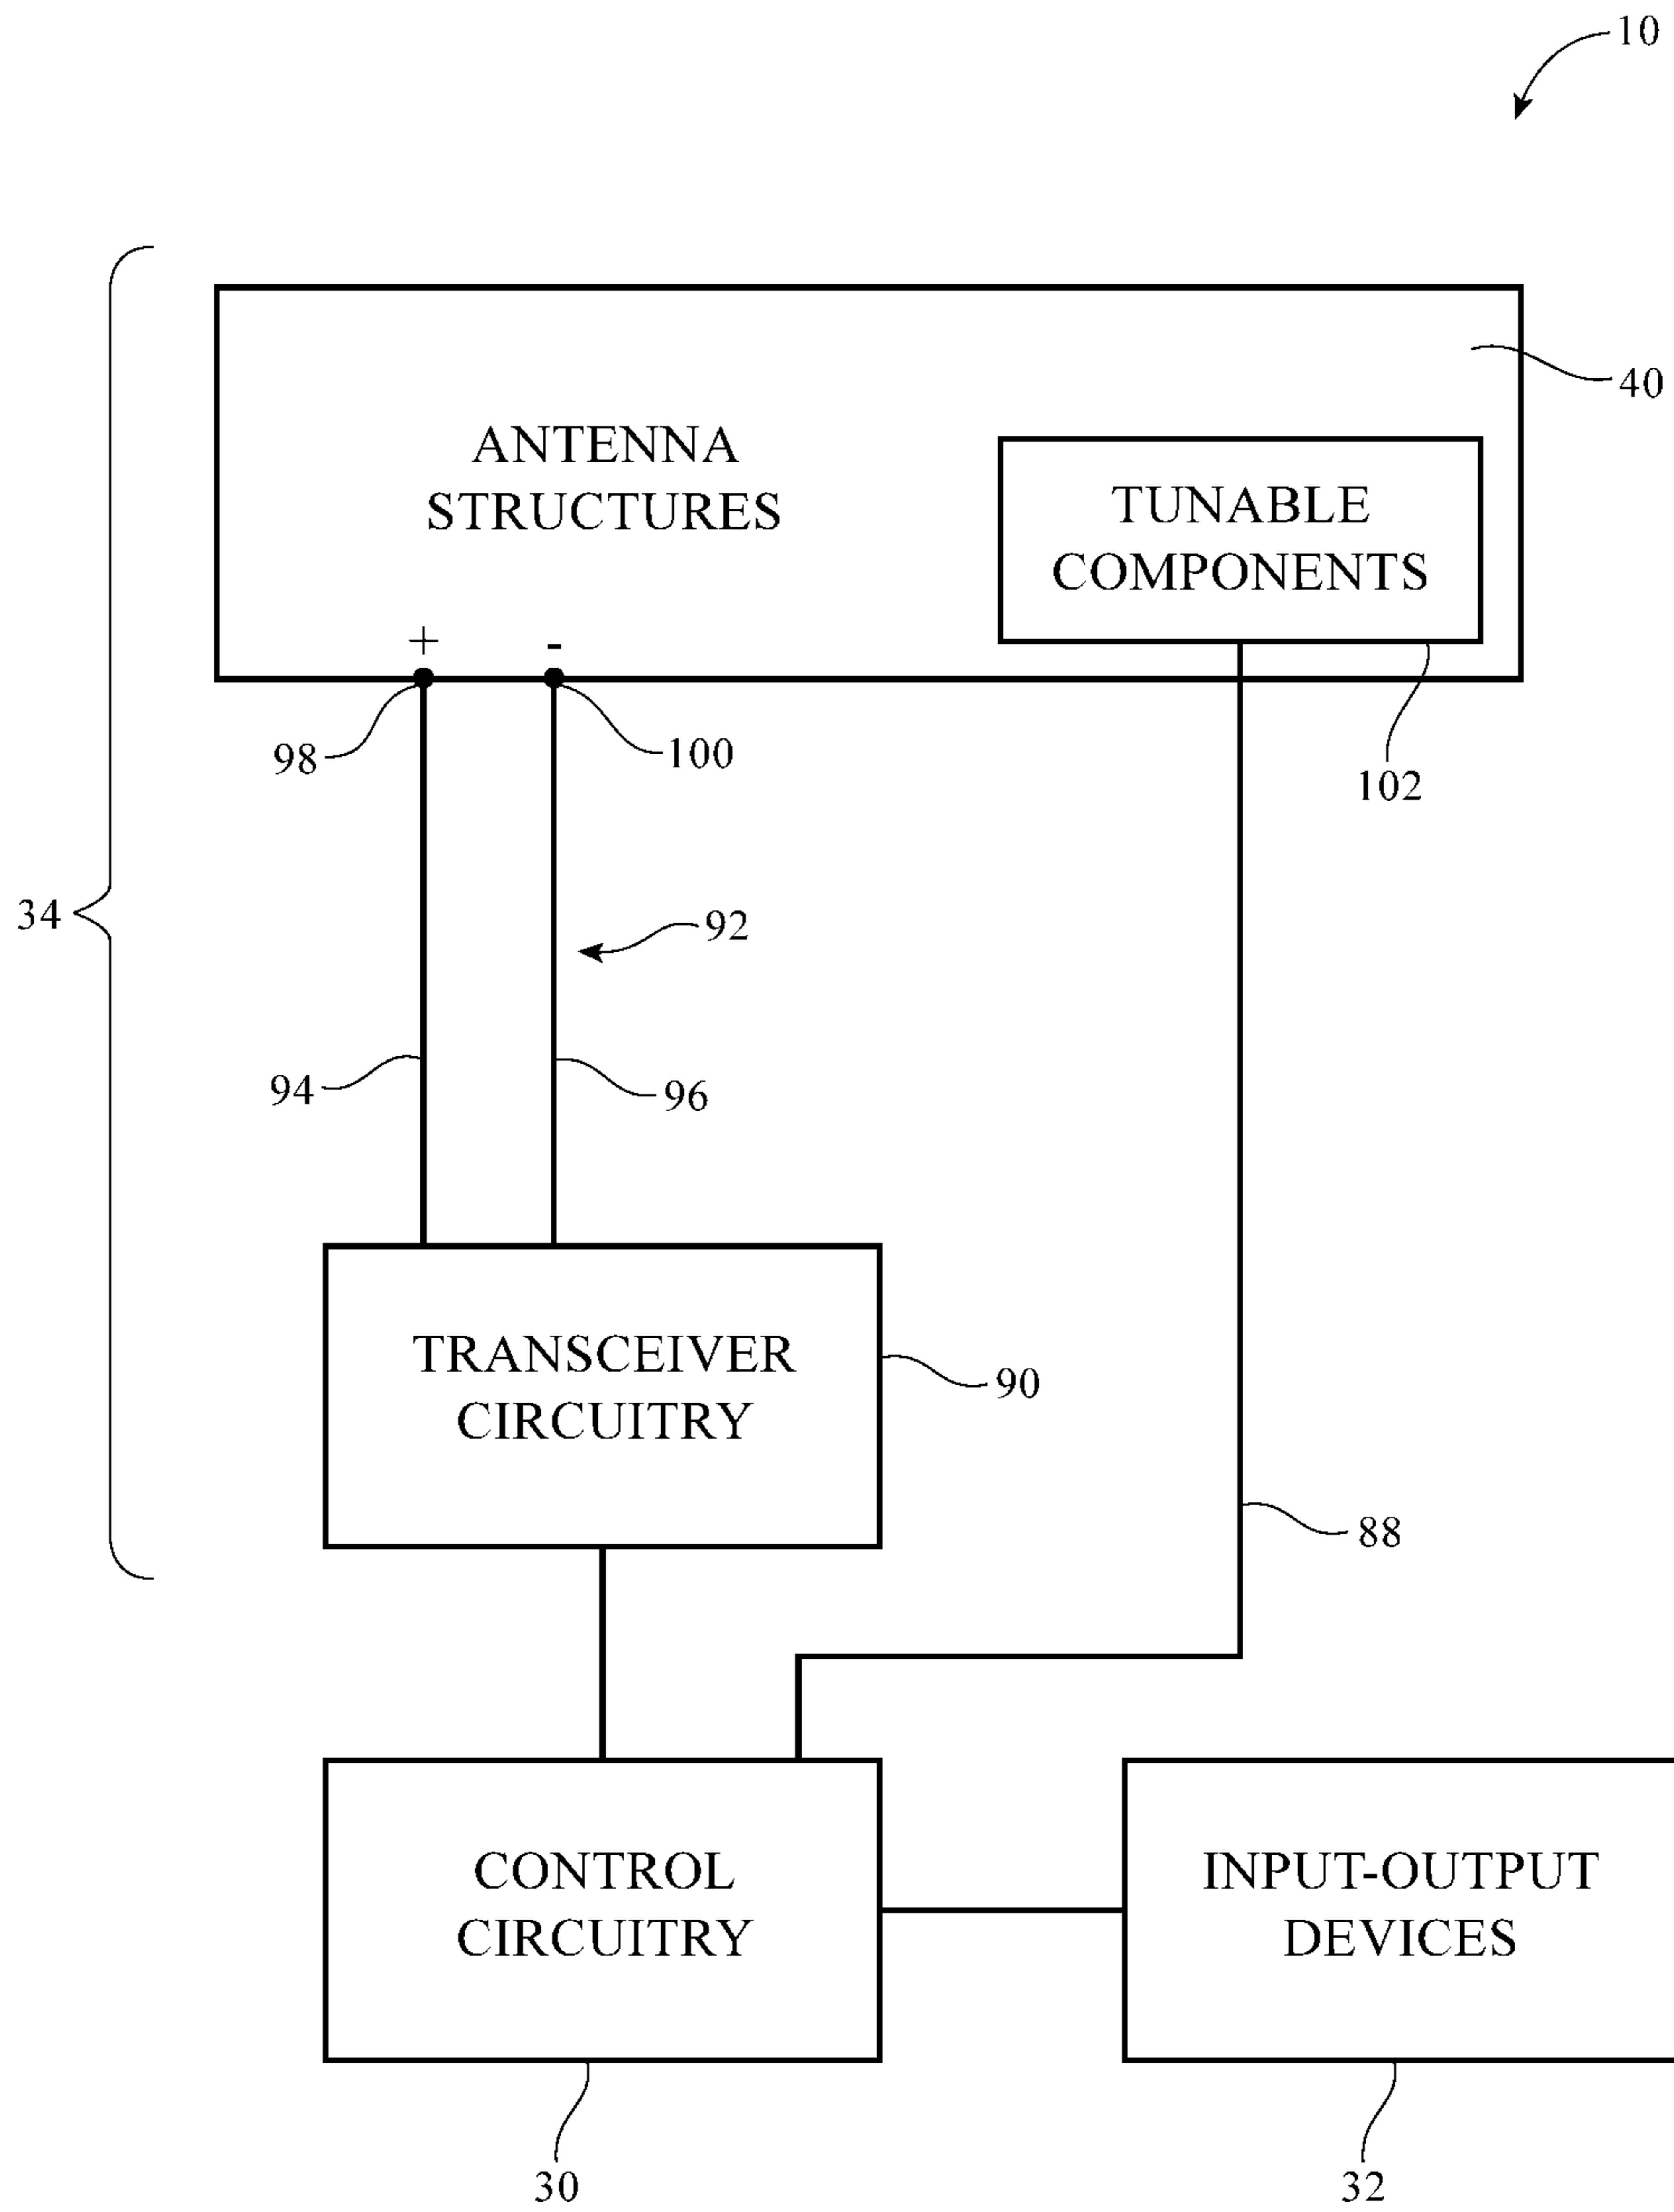 10
40
ANTENNA
STRUCTURES
TUNABLE
COMPONENTS
+
-
98
100
102
34
92
94
96
TRANSCEIVER
CIRCUITRY
90
88
CONTROL
CIRCUITRY
INPUT-OUTPUT
DEVICES
30
32